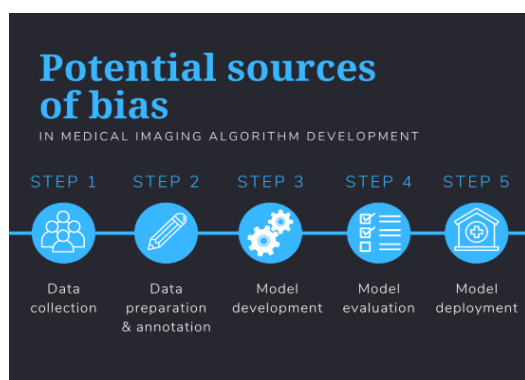 Potential sources
of bias
IN MEDICAL IMAGING ALGORITHM DEVELOPMENT
STEP 1
STEP 2
STEP 3
STEP 4
STEP 5
Data
collection
Data
preparation
& annotation
Model
development
Model
evaluation
Model
deployment